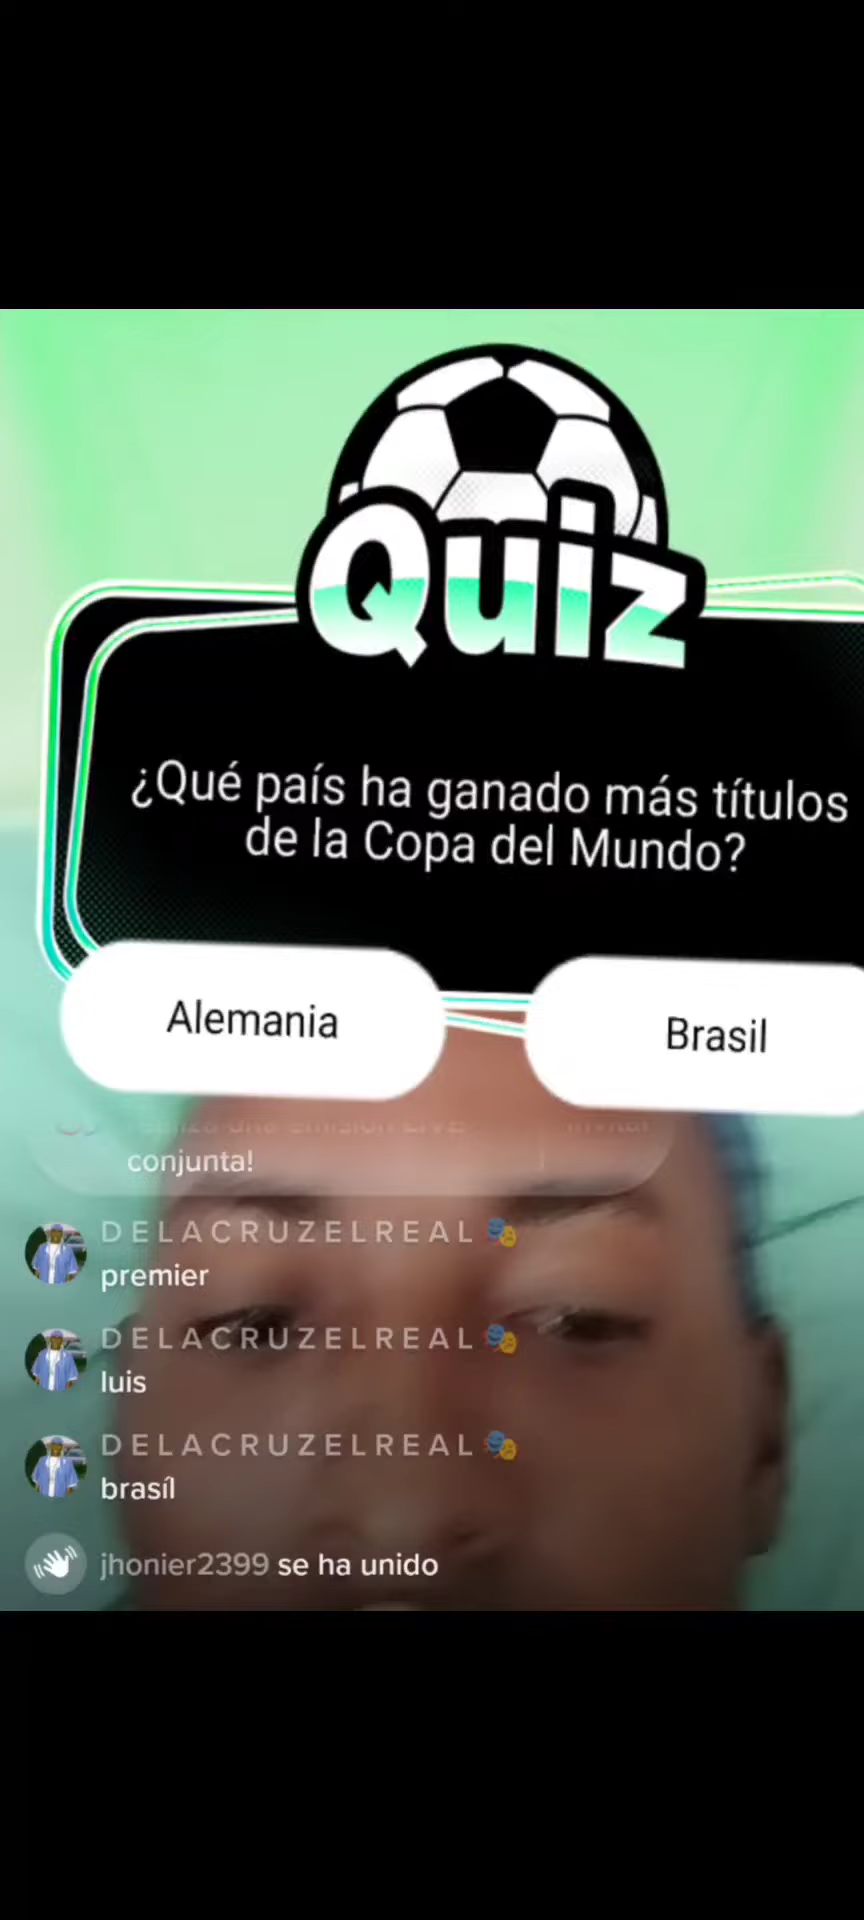 Quiz
¿Qué país ha ganado más títulos
de la Copa del Mundo?
Alemania
Brasil
conjunta!
DELACRUZELREAL🎭
premier
DELACRUZELREAL🎭
luis
DELACRUZELREAL🎭
brasíl
jhonier2399 se ha unido